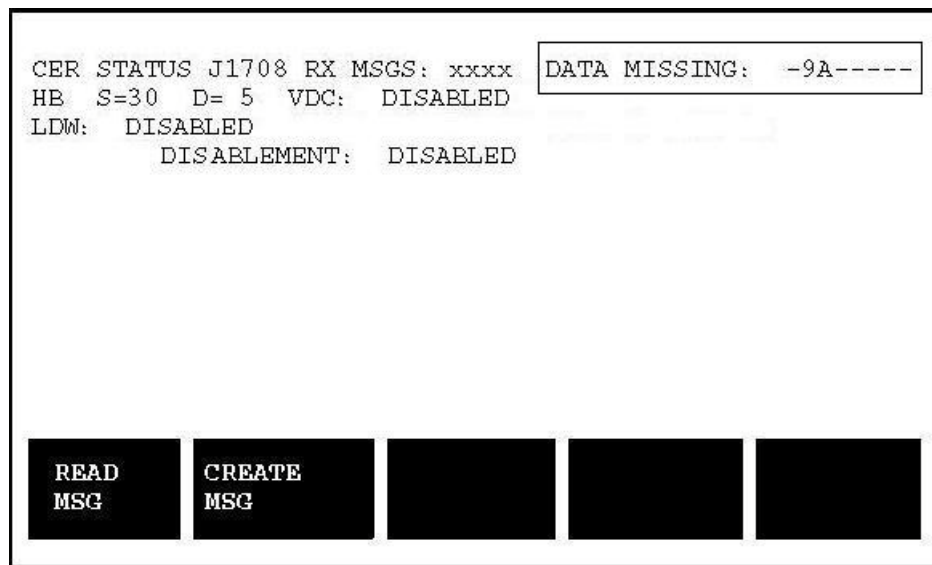 CER STATUS J1708 RX MSGS: xxxx DATA MISSING: -9A-----
HB S=30 D= 5 VDC: DISABLED
LDW: DISABLED
DISABLEMENT: DISABLED
READ MSG
CREATE MSG